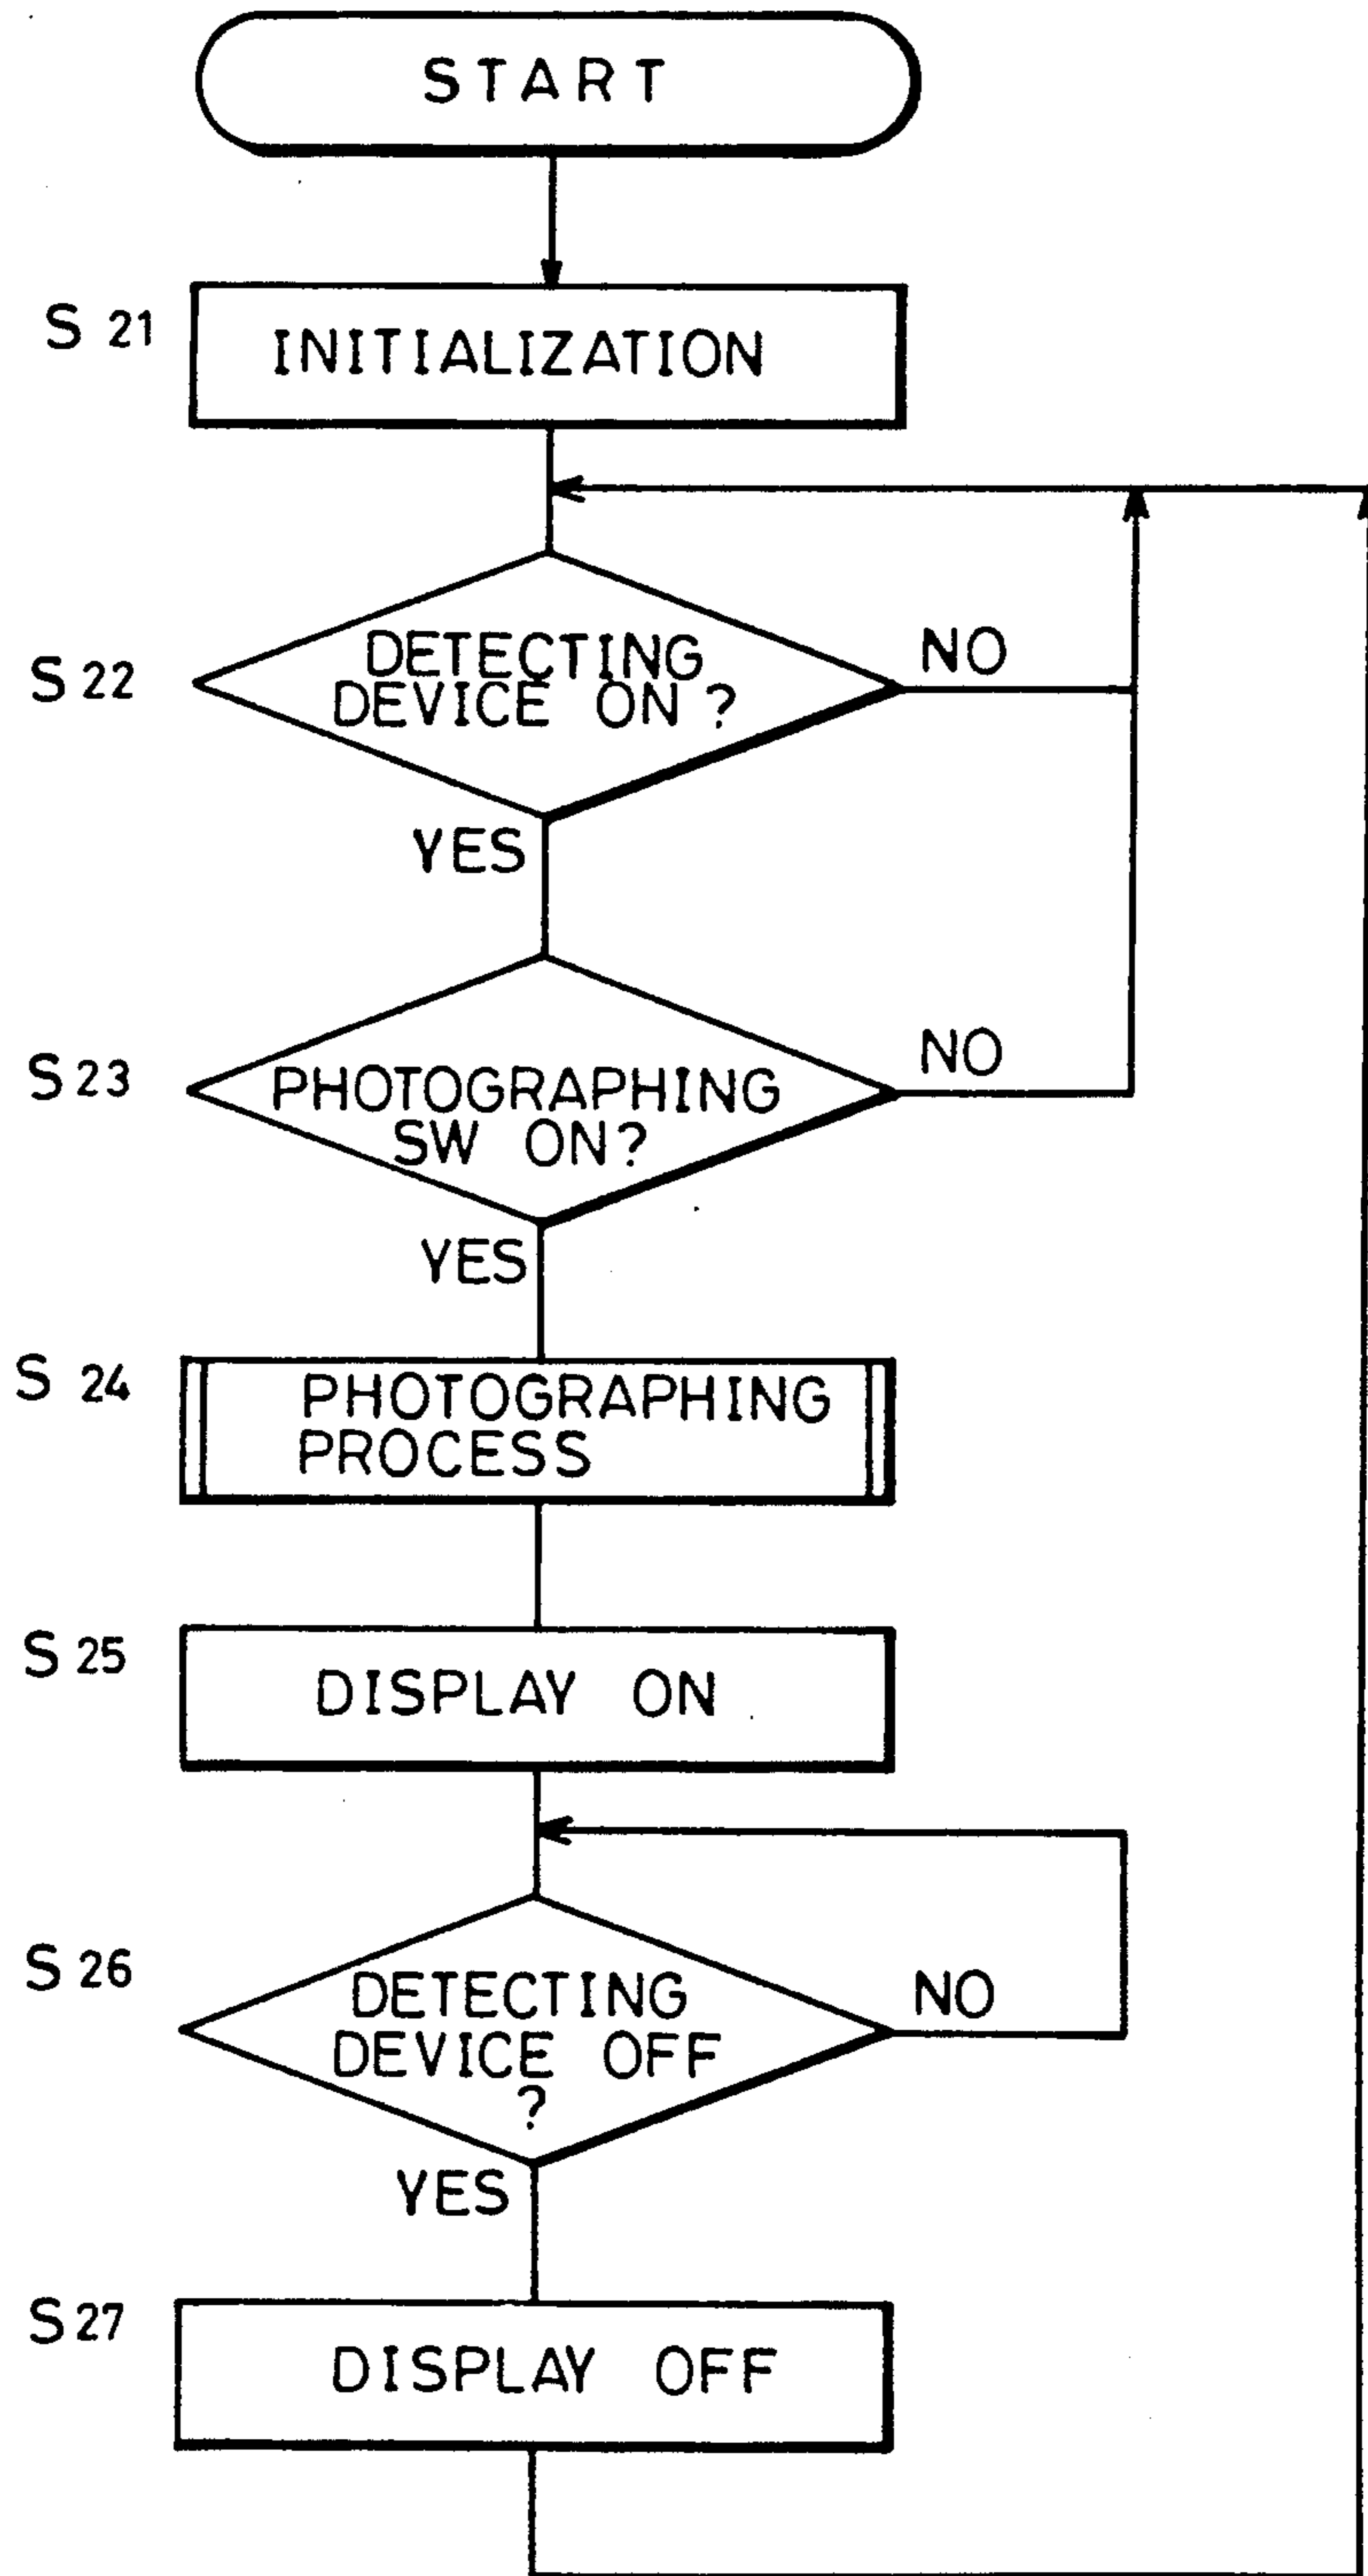 START
S 21
INITIALIZATION
S 22
DETECTING
DEVICE ON ?
NO
YES
S 23
PHOTOGRAPHING
SW ON?
NO
YES
S 24
PHOTOGRAPHING
PROCESS
S 25
DISPLAY ON
S 26
DETECTING
DEVICE OFF
?
NO
YES
S 27
DISPLAY OFF